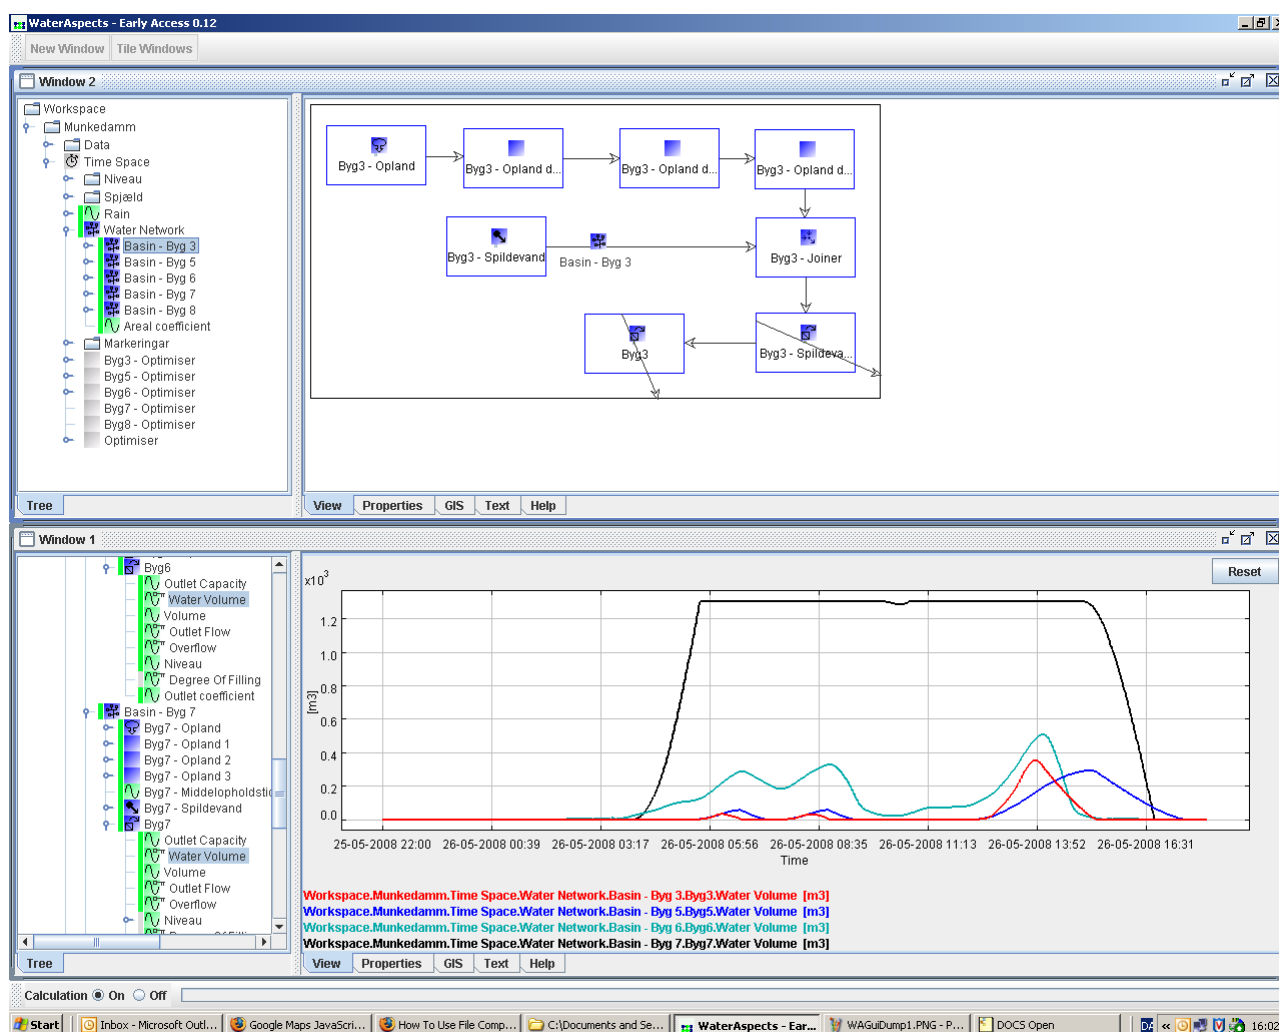 WaterAspects - Early Access 0.12
New Window Tile Windows
Window 2
Workspace
Munkedamm
Data
Time Space
Niveau
Spjæld
Rain
Water Network
Basin - Byg 3
Basin - Byg 5
Basin - Byg 6
Basin - Byg 7
Basin - Byg 8
Areal coefficient
Markeringar
Byg3 - Optimiser
Byg5 - Optimiser
Byg6 - Optimiser
Byg7 - Optimiser
Byg8 - Optimiser
Optimiser
Tree
Byg3 - Opland
Byg3 - Opland d...
Byg3 - Opland d...
Byg3 - Opland d...
Byg3 - Spildevand
Basin - Byg 3
Byg3 - Joiner
Byg3
Byg3 - Spildeva...
View Properties GIS Text Help
Window 1
Byg6
Outlet Capacity
Water Volume
Volume
Outlet Flow
Overflow
Niveau
Degree Of Filling
Outlet coefficient
Basin - Byg 7
Byg7 - Opland
Byg7 - Opland 1
Byg7 - Opland 2
Byg7 - Opland 3
Byg7 - Middelopholdstid
Byg7 - Spildevand
Byg7
Outlet Capacity
Water Volume
Volume
Outlet Flow
Overflow
Niveau
Tree
Reset
x10³
1.2
1.0
0.8
0.6
0.4
0.2
0.0
[m3]
25-05-2008 22:00 26-05-2008 00:39 26-05-2008 03:17 26-05-2008 05:56 26-05-2008 08:35 26-05-2008 11:13 26-05-2008 13:52 26-05-2008 16:31
Time
Workspace.Munkedamm.Time Space.Water Network.Basin - Byg 3.Byg3.Water Volume [m3]
Workspace.Munkedamm.Time Space.Water Network.Basin - Byg 5.Byg5.Water Volume [m3]
Workspace.Munkedamm.Time Space.Water Network.Basin - Byg 6.Byg6.Water Volume [m3]
Workspace.Munkedamm.Time Space.Water Network.Basin - Byg 7.Byg7.Water Volume [m3]
View Properties GIS Text Help
Calculation On Off
Start Inbox - Microsoft Outl... Google Maps JavaScri... How To Use File Comp... C:\Documents and Se... WaterAspects - Ear... WAGuiDump1.PNG - P... DOCS Open DA « 16:02